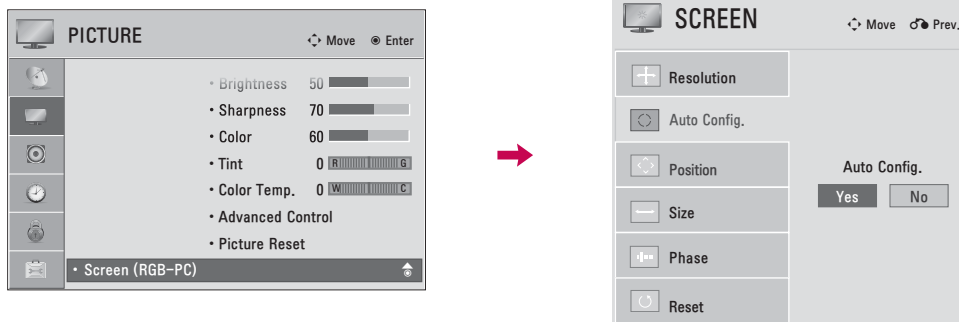 PICTURE
Move Enter
• Brightness 50
• Sharpness 70
• Color 60
• Tint 0 R G
• Color Temp. 0 W C
• Advanced Control
• Picture Reset
• Screen (RGB-PC)
SCREEN
Move Prev.
Resolution
Auto Config.
Position
Size
Phase
Reset
Auto Config.
Yes No